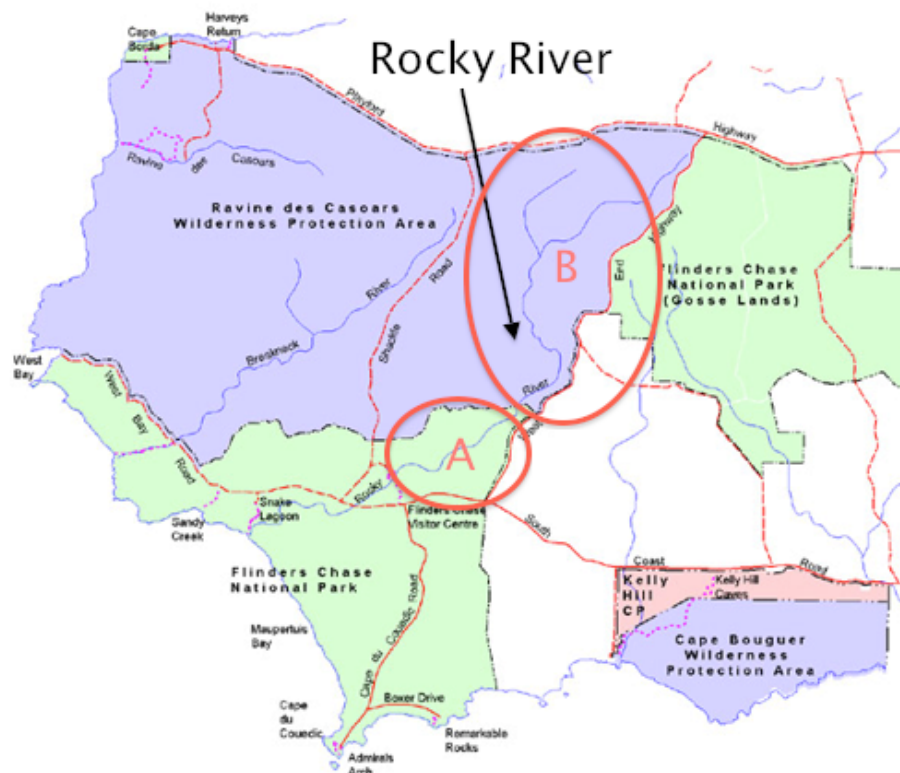 Cape
Borda
Harveys
Return
Rocky River
Playford
Highway
Ravine des Casoars
Ravine des Casoars
Wilderness Protection Area
River
Breakneck
Shackle
Road
B
Highway
End
Flinders Chase
National Park
(Gosse Lands)
West
Bay
West
Bay
Road
River
A
Rocky
Sandy
Creek
Snake
Lagoon
Flinders Chase
Visitor Centre
South
Coast
Road
Flinders Chase
National Park
Maupertuis
Bay
Cape du Couedic Road
Kelly
Hill
CP
Kelly Hill
Caves
Cape Bouguer
Wilderness
Protection Area
Boxer Drive
Cape
du
Couedic
Remarkable
Rocks
Admirals
Arch